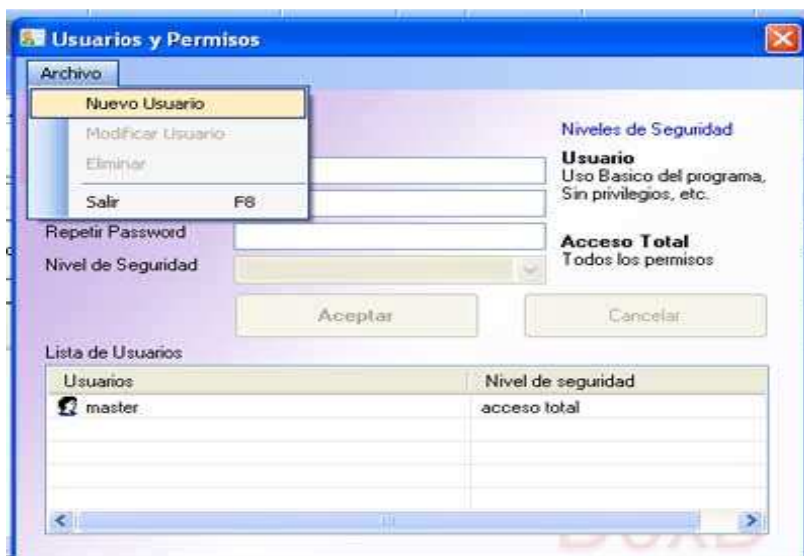 Usuarios y Permisos
Archivo
Nuevo Usuario
Modificar Usuario
Eliminar
Salir F8
Repetir Password
Nivel de Seguridad
Niveles de Seguridad
Usuario
Uso Basico del programa,
Sin privilegios, etc.
Acceso Total
Todos los permisos
Aceptar Cancelar
Lista de Usuarios
Usuarios Nivel de seguridad
master acceso total